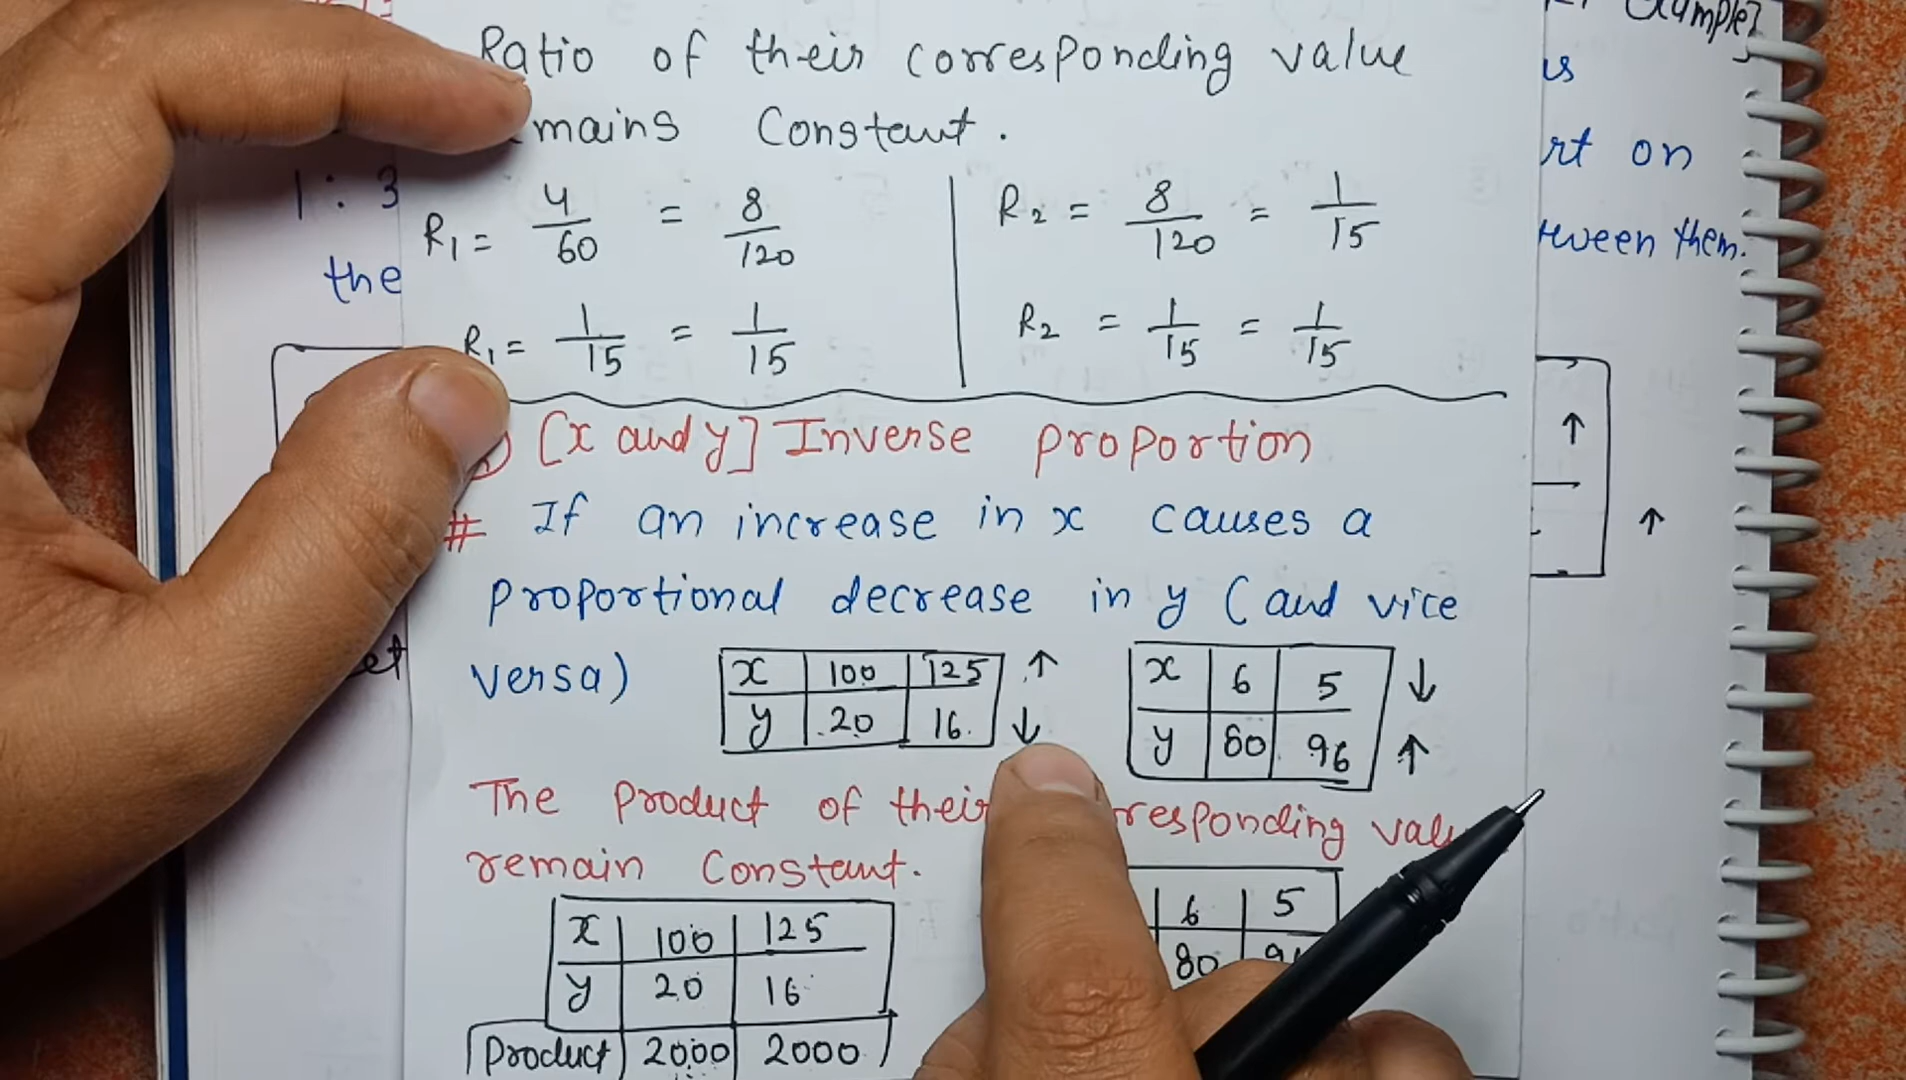 Ratio of their corresponding value
mains Constant.
R1 = 4/60 = 8/120
R2 = 8/120 = 1/15
R1 = 1/15 = 1/15
R2 = 1/15 = 1/15
[x and y] Inverse proportion
# If an increase in x causes a
proportional decrease in y (and vice
versa)
x 100 125 ↑
y 20 16 ↓
x 6 5 ↓
y 80 96 ↑
The product of their responding val
remain Constant.
x 100 125
y 20 16
Product 2000 2000
6 5
80
1 : 3
the
us
rt on
tween them.
↑
↑